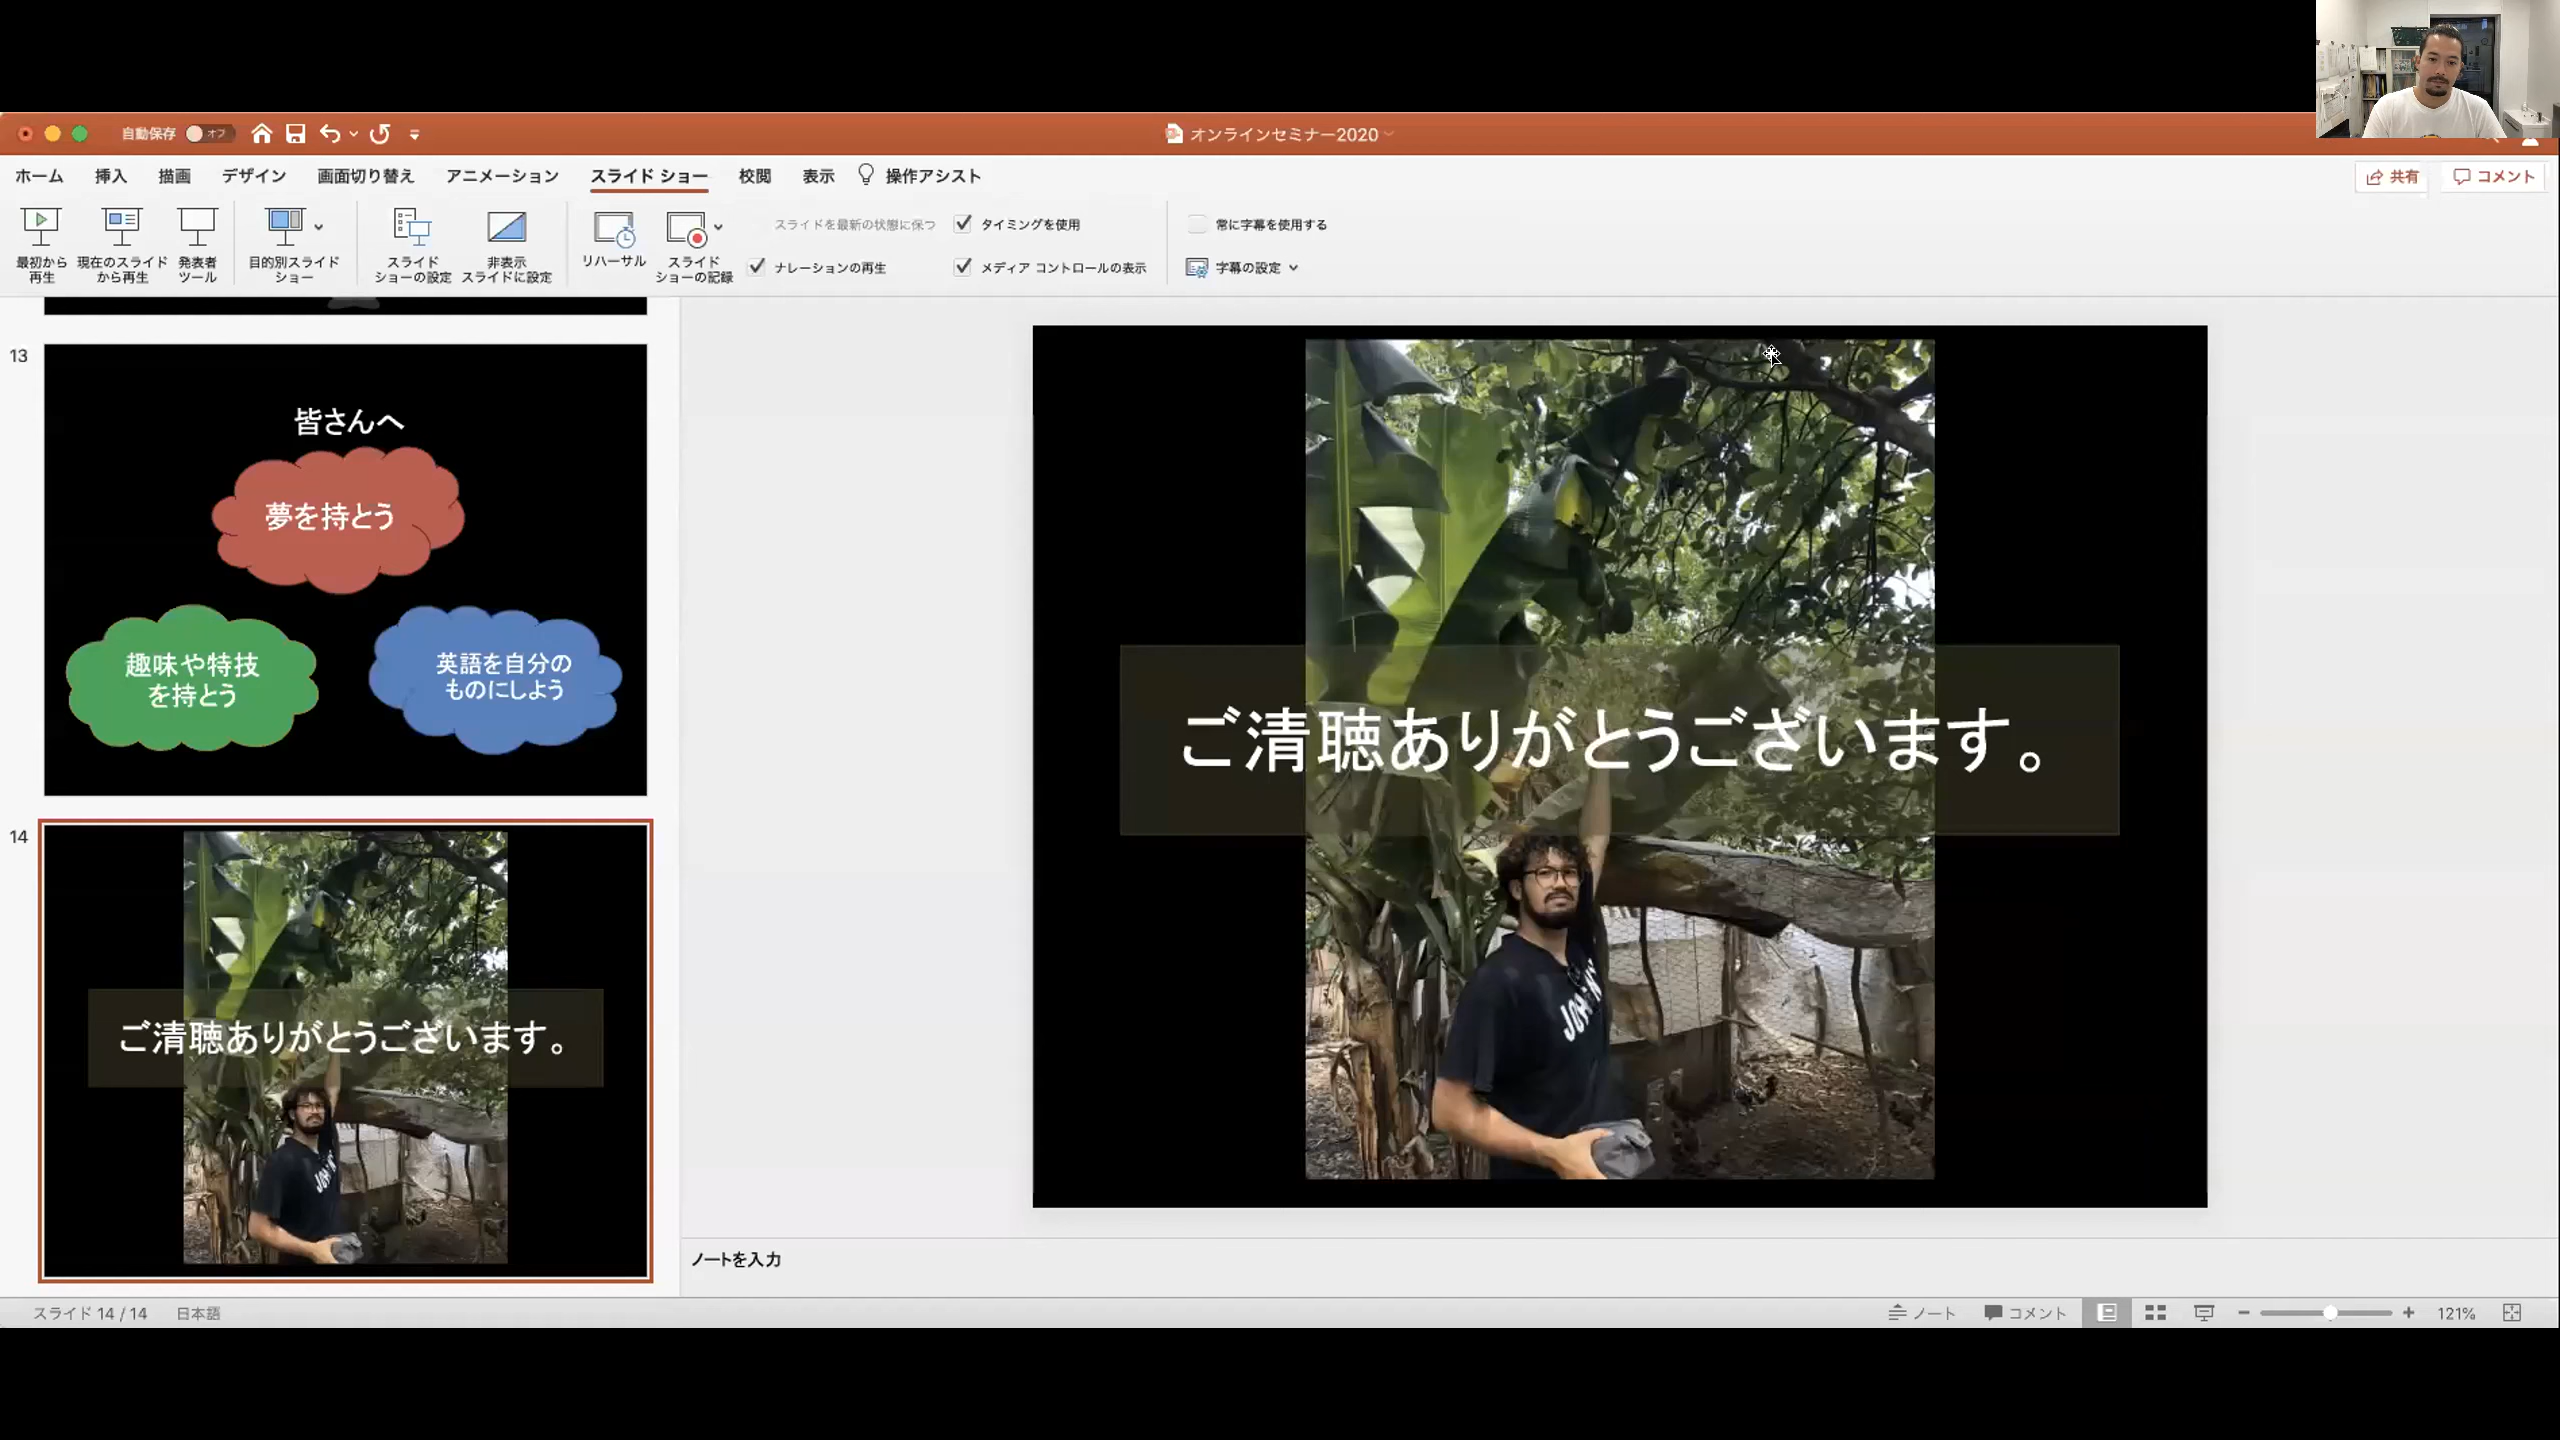 自動保存 オフ
オンラインセミナー2020
ホーム 挿入 描画 デザイン 画面切り替え アニメーション スライド ショー 校閲 表示 操作アシスト
共有 コメント
最初から
再生
現在のスライド
から再生
発表者
ツール
目的別スライド
ショー
スライド
ショーの設定
非表示
スライドに設定
リハーサル
スライド
ショーの記録
スライドを最新の状態に保つ
ナレーションの再生
タイミングを使用
メディア コントロールの表示
常に字幕を使用する
字幕の設定
13
皆さんへ
夢を持とう
趣味や特技
を持とう
英語を自分の
ものにしよう
14
ご清聴ありがとうございます。
ご清聴ありがとうございます。
ノートを入力
スライド 14 / 14 日本語
ノート コメント 121%